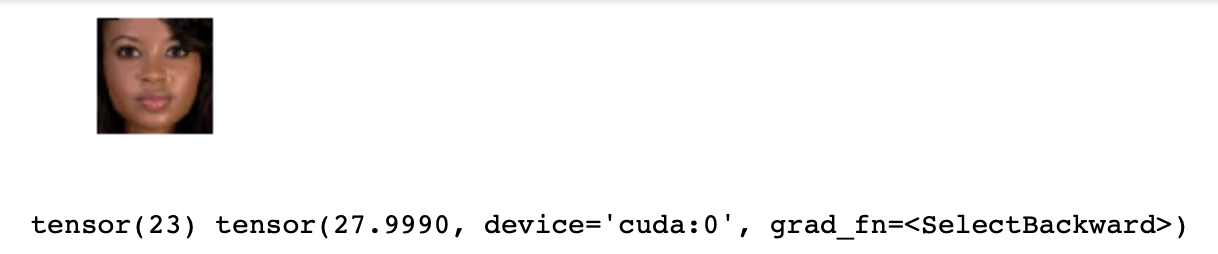 tensor(23) tensor(27.9990, device='cuda:0', grad_fn=<SelectBackward>)